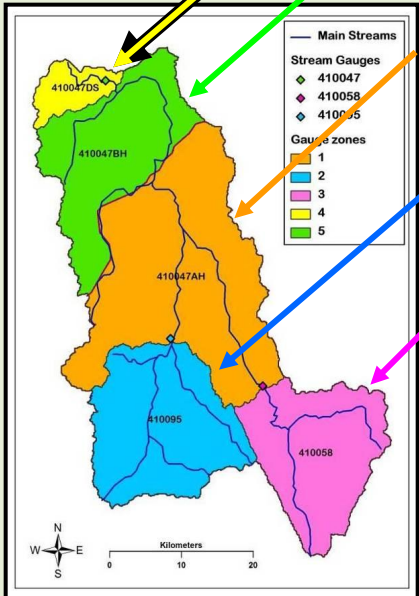 Main Streams
Stream Gauges
410047
410058
410095
Gauge zones
1
2
3
4
5
410047DS
410047BH
410047AH
410095
410058
N
W E
S
Kilometers
0 10 20